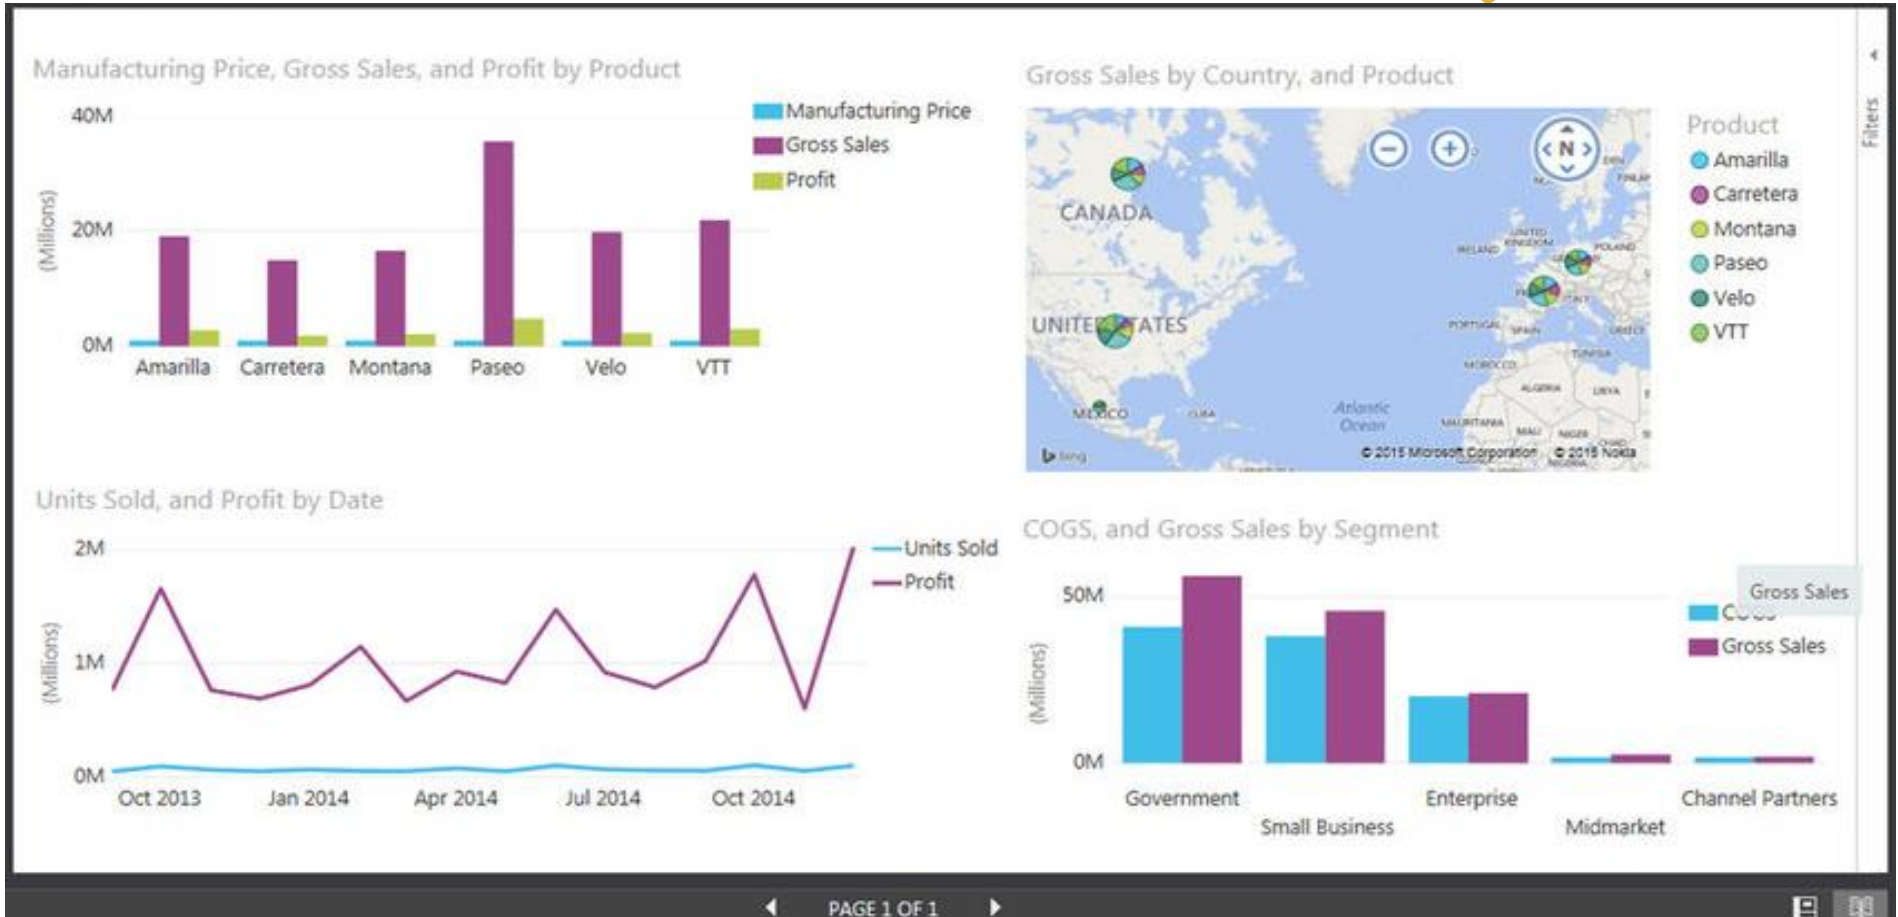 Manufacturing Price, Gross Sales, and Profit by Product
40M
20M
0M
(Millions)
Amarilla Carretera Montana Paseo Velo VTT
Manufacturing Price
Gross Sales
Profit
Gross Sales by Country, and Product
CANADA
UNITED STATES
MEXICO
CUBA
Atlantic
Ocean
N
UNITED
KINGDOM
IRELAND
POLAND
ITALY
PORTUGAL
SPAIN
GREECE
TUNISIA
MOROCCO
ALGERIA
LIBYA
MAURITANIA
MALI
NIGER
CHAD
NIGERIA
bing
© 2015 Microsoft Corporation © 2015 Nokia
Product
Amarilla
Carretera
Montana
Paseo
Velo
VTT
Filters
Units Sold, and Profit by Date
2M
1M
0M
(Millions)
Oct 2013 Jan 2014 Apr 2014 Jul 2014 Oct 2014
Units Sold
Profit
COGS, and Gross Sales by Segment
50M
0M
(Millions)
Government
Small Business
Enterprise
Midmarket
Channel Partners
Gross Sales
COGS
Gross Sales
PAGE 1 OF 1